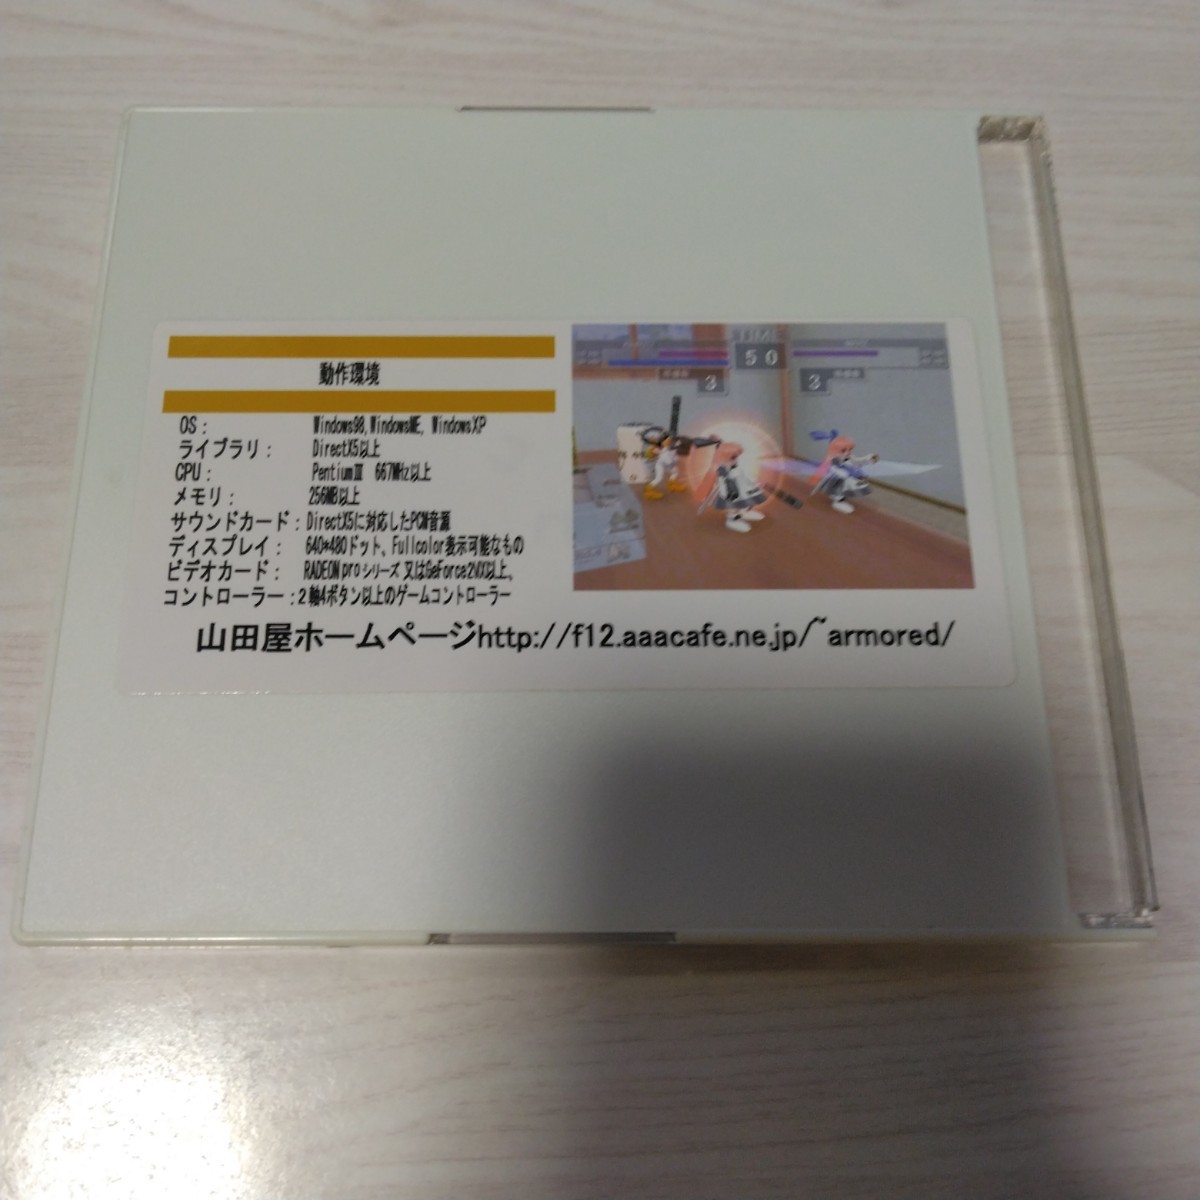 動作環境
OS： Windows98,WindowsME, WindowsXP
ライブラリ： DirectX5以上
CPU： PentiumⅢ 667MHz以上
メモリ： 256MB以上
サウンドカード：DirectX5に対応したPCM音源
ディスプレイ： 640*480ドット、Fullcolor表示可能なもの
ビデオカード： RADEON proシリーズ 又はGeForce2MX以上。
コントローラー：2軸4ボタン以上のゲームコントローラー
山田屋ホームページhttp://f12.aaacafe.ne.jp/~armored/
TIME
50
3
3